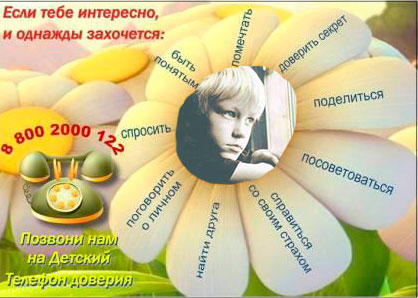 Если тебе интересно,
и однажды захочется:
быть
понятым
помечтать
доверить секрет
поделиться
посоветоваться
справиться
со своим страхом
найти друга
поговорить
о личном
спросить
8 800 2000 122
Позвони нам
на Детский
Телефон доверия